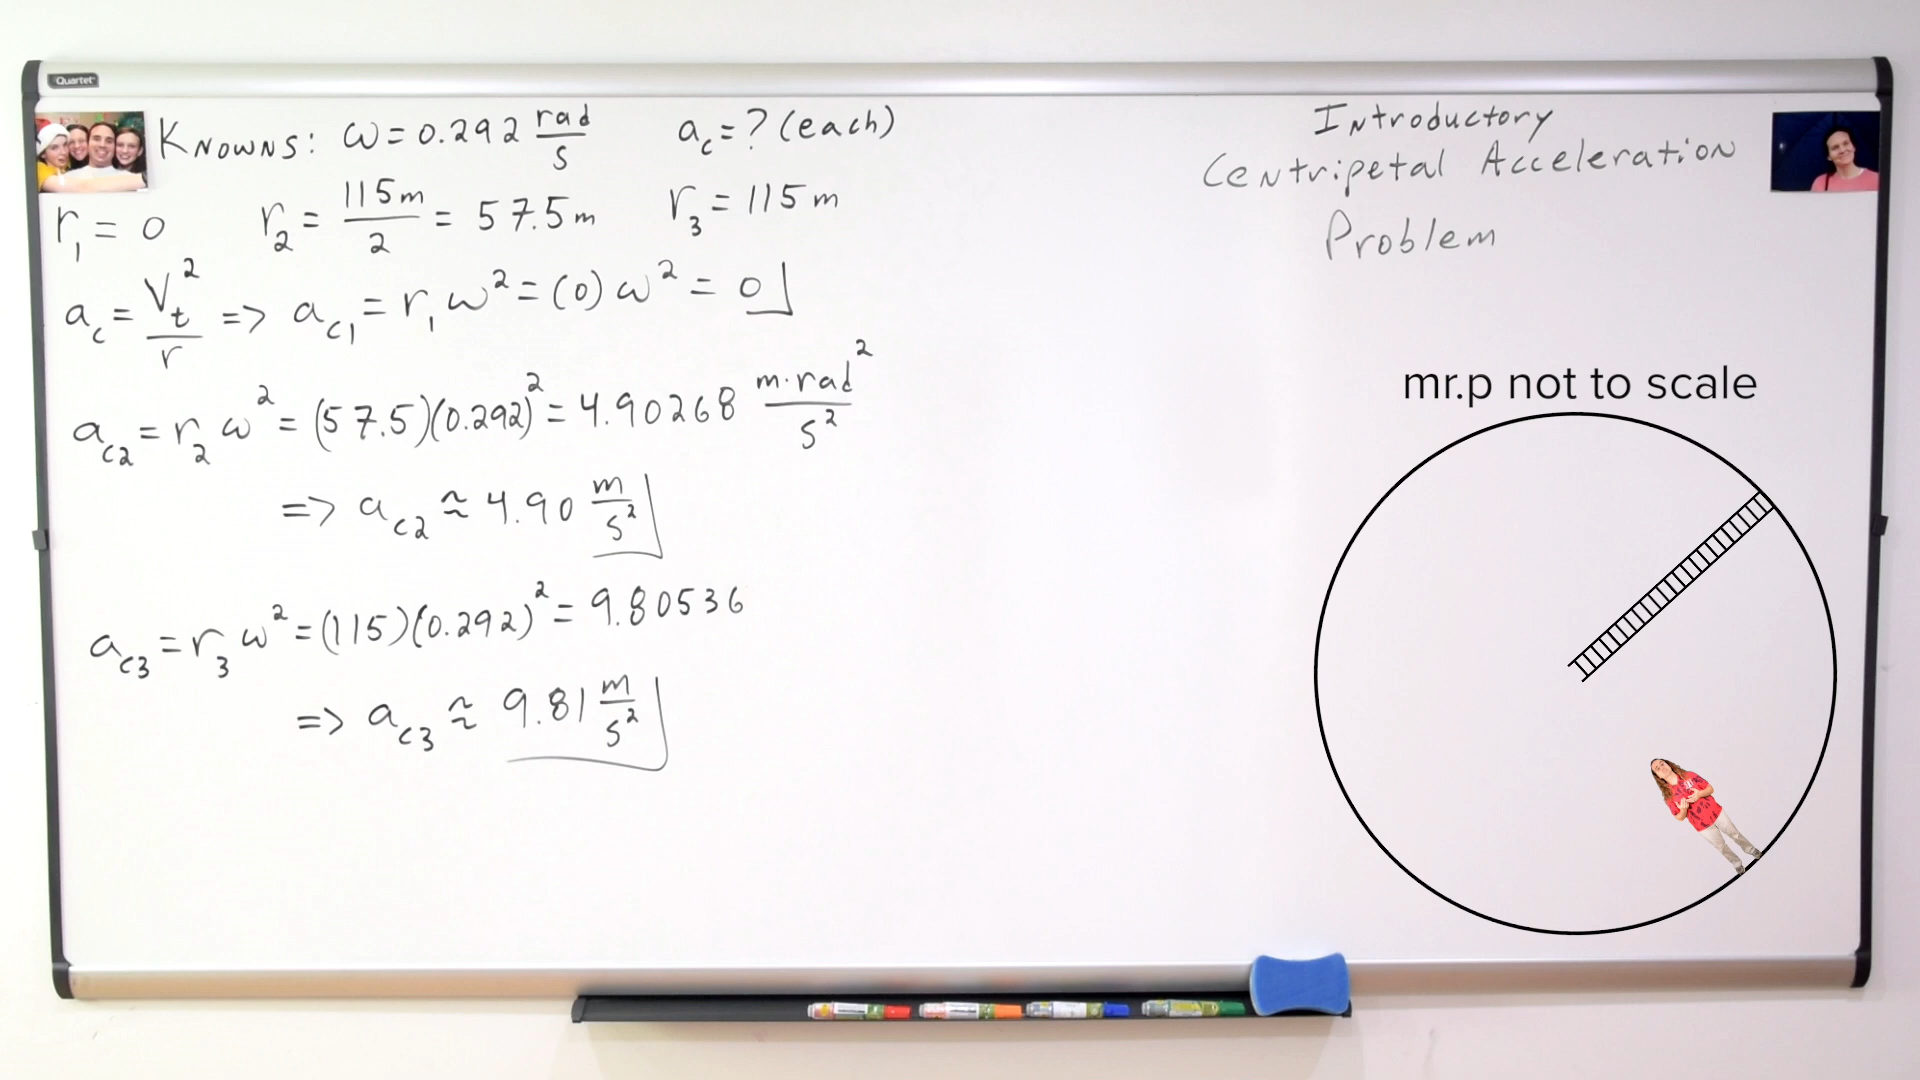 Quartet
Knowns: ω = 0.292 rad/s   a_c = ? (each)
r_1 = 0   r_2 = 115m/2 = 57.5m   r_3 = 115 m
a_c = V_t^2/r => a_c1 = r_1 ω^2 = (0) ω^2 = 0
a_c2 = r_2 ω^2 = (57.5)(0.292)^2 = 4.90268 m·rad^2/s^2
=> a_c2 ≈ 4.90 m/s^2
a_c3 = r_3 ω^2 = (115)(0.292)^2 = 9.80536
=> a_c3 ≈ 9.81 m/s^2
Introductory
Centripetal Acceleration
Problem
mr.p not to scale